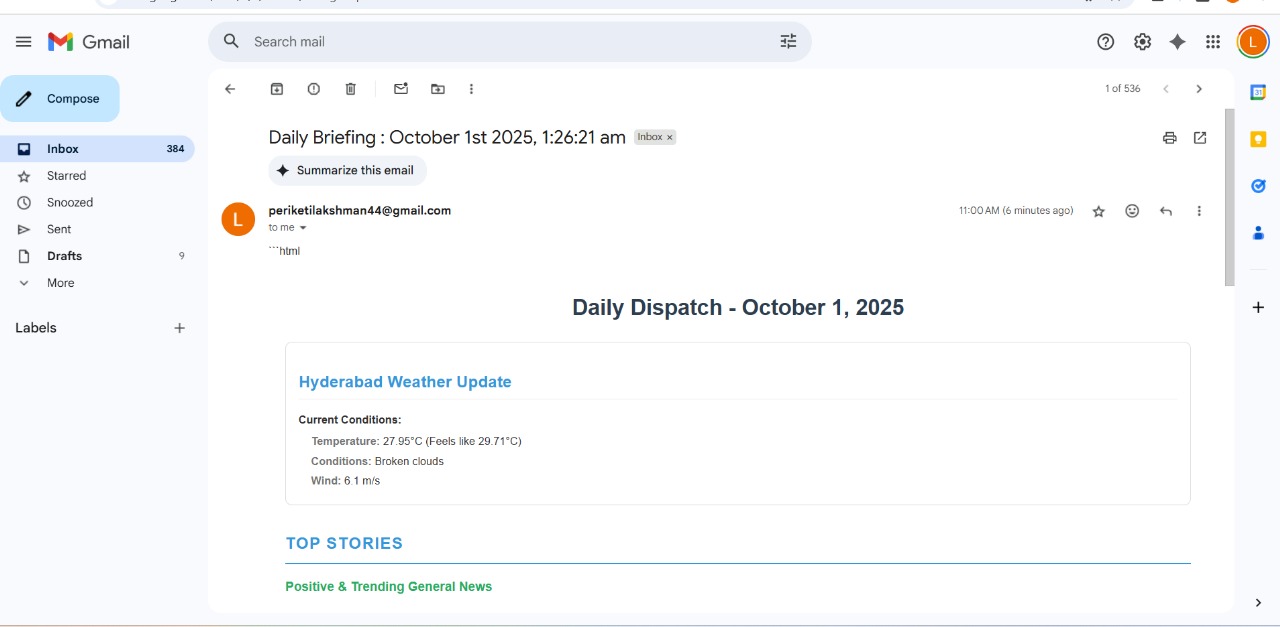 Gmail
Search mail
L
Compose
1 of 536
Inbox 384
Starred
Snoozed
Sent
Drafts 9
More
Labels
Daily Briefing : October 1st 2025, 1:26:21 am Inbox ×
Summarize this email
L
periketilakshman44@gmail.com
11:00 AM (6 minutes ago)
to me
```html
Daily Dispatch - October 1, 2025
Hyderabad Weather Update
Current Conditions:
Temperature: 27.95°C (Feels like 29.71°C)
Conditions: Broken clouds
Wind: 6.1 m/s
TOP STORIES
Positive & Trending General News
31